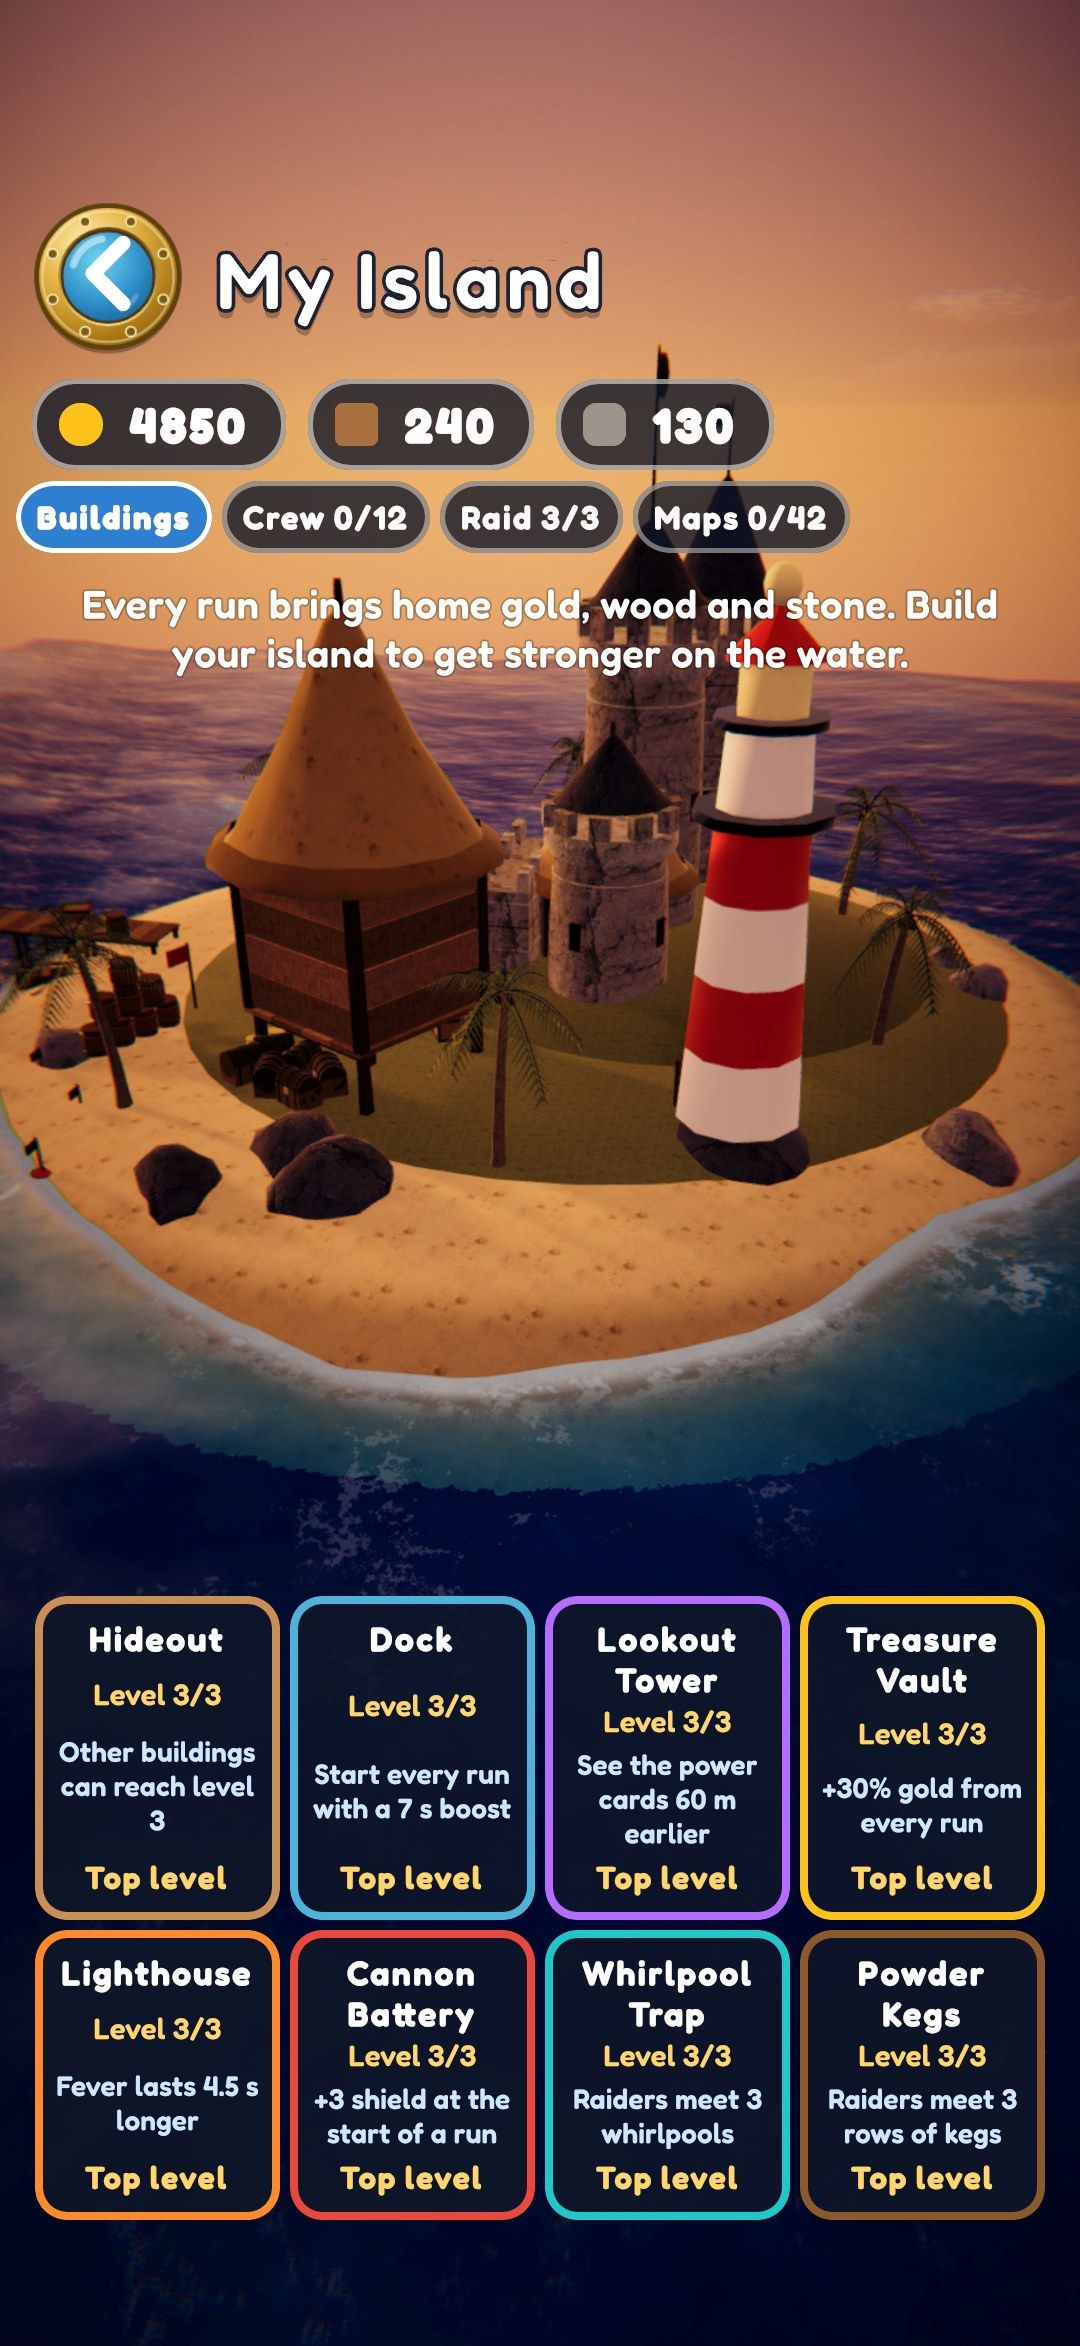 My Island
4850
240
130
Buildings
Crew 0/12
Raid 3/3
Maps 0/42
Every run brings home gold, wood and stone. Build
your island to get stronger on the water.
Hideout
Level 3/3
Other buildings
can reach level
3
Top level
Dock
Level 3/3
Start every run
with a 7 s boost
Top level
Lookout
Tower
Level 3/3
See the power
cards 60 m
earlier
Top level
Treasure
Vault
Level 3/3
+30% gold from
every run
Top level
Lighthouse
Level 3/3
Fever lasts 4.5 s
longer
Top level
Cannon
Battery
Level 3/3
+3 shield at the
start of a run
Top level
Whirlpool
Trap
Level 3/3
Raiders meet 3
whirlpools
Top level
Powder
Kegs
Level 3/3
Raiders meet 3
rows of kegs
Top level